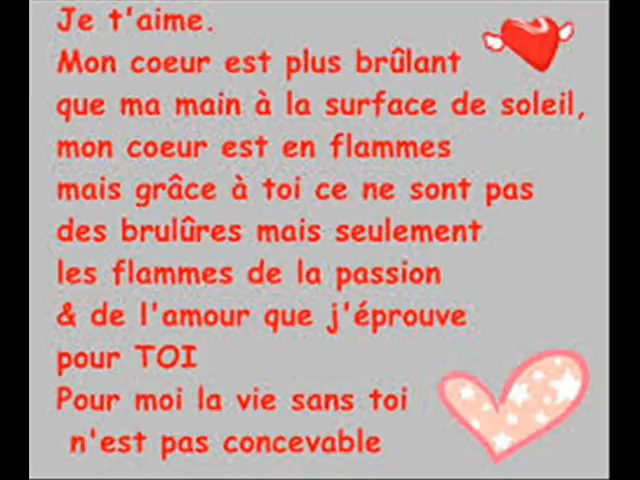 Je t'aime.
Mon coeur est plus brûlant
que ma main à la surface de soleil,
mon coeur est en flammes
mais grâce à toi ce ne sont pas
des brulûres mais seulement
les flammes de la passion
& de l'amour que j'éprouve
pour TOI
Pour moi la vie sans toi
n'est pas concevable